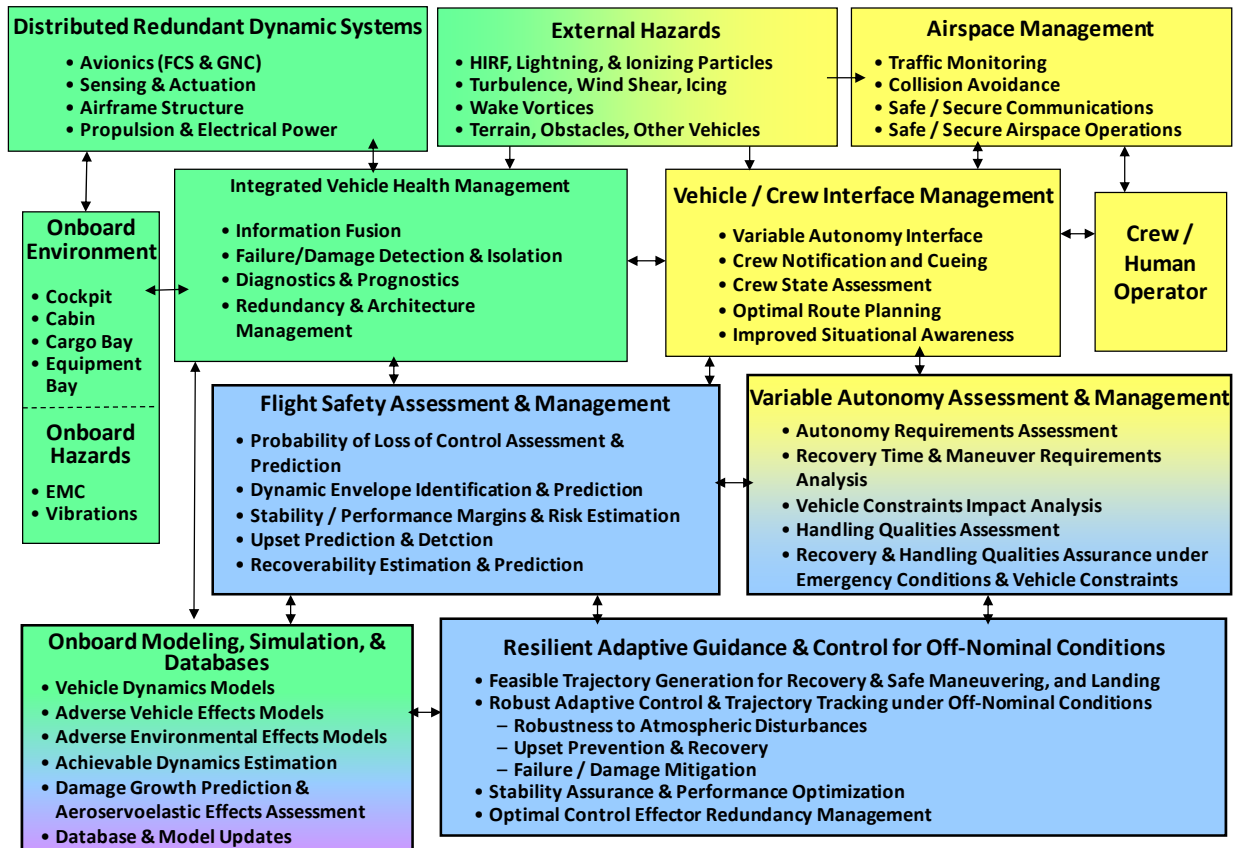 Distributed Redundant Dynamic Systems
• Avionics (FCS & GNC)
• Sensing & Actuation
• Airframe Structure
• Propulsion & Electrical Power
External Hazards
• HIRF, Lightning, & Ionizing Particles
• Turbulence, Wind Shear, Icing
• Wake Vortices
• Terrain, Obstacles, Other Vehicles
Airspace Management
• Traffic Monitoring
• Collision Avoidance
• Safe / Secure Communications
• Safe / Secure Airspace Operations
Onboard
Environment
• Cockpit
• Cabin
• Cargo Bay
• Equipment
Bay
Onboard
Hazards
• EMC
• Vibrations
Integrated Vehicle Health Management
• Information Fusion
• Failure/Damage Detection & Isolation
• Diagnostics & Prognostics
• Redundancy & Architecture
Management
Vehicle / Crew Interface Management
• Variable Autonomy Interface
• Crew Notification and Cueing
• Crew State Assessment
• Optimal Route Planning
• Improved Situational Awareness
Crew /
Human
Operator
Flight Safety Assessment & Management
• Probability of Loss of Control Assessment &
Prediction
• Dynamic Envelope Identification & Prediction
• Stability / Performance Margins & Risk Estimation
• Upset Prediction & Detction
• Recoverability Estimation & Prediction
Variable Autonomy Assessment & Management
• Autonomy Requirements Assessment
• Recovery Time & Maneuver Requirements
Analysis
• Vehicle Constraints Impact Analysis
• Handling Qualities Assessment
• Recovery & Handling Qualities Assurance under
Emergency Conditions & Vehicle Constraints
Onboard Modeling, Simulation, &
Databases
• Vehicle Dynamics Models
• Adverse Vehicle Effects Models
• Adverse Environmental Effects Models
• Achievable Dynamics Estimation
• Damage Growth Prediction &
Aeroservoelastic Effects Assessment
• Database & Model Updates
Resilient Adaptive Guidance & Control for Off-Nominal Conditions
• Feasible Trajectory Generation for Recovery & Safe Maneuvering, and Landing
• Robust Adaptive Control & Trajectory Tracking under Off-Nominal Conditions
– Robustness to Atmospheric Disturbances
– Upset Prevention & Recovery
– Failure / Damage Mitigation
• Stability Assurance & Performance Optimization
• Optimal Control Effector Redundancy Management